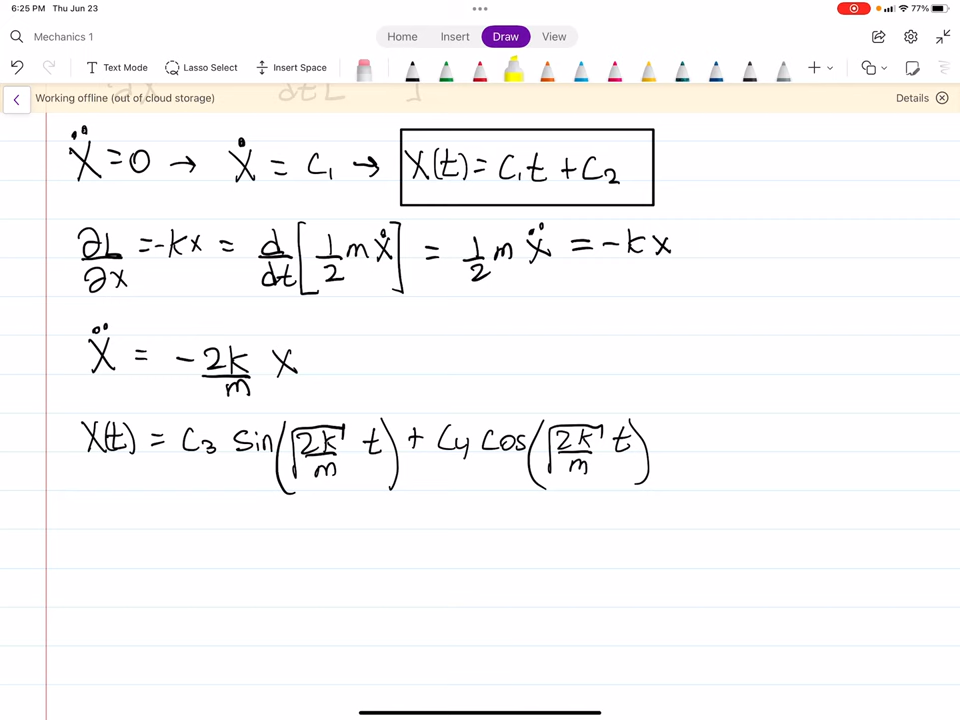 6:25 PM Thu Jun 23
77%
Mechanics 1
Home Insert Draw View
Text Mode Lasso Select Insert Space
Working offline (out of cloud storage) Details
Ẍ = 0 → Ẋ = C₁ → X(t) = C₁t + C₂
∂L/∂x = -kx = d/dt [1/2 m Ẋ] = 1/2 m Ẍ = -kx
Ẍ = -2k/m X
X(t) = C₃ Sin(√(2k/m) t) + C₄ Cos(√(2k/m) t)